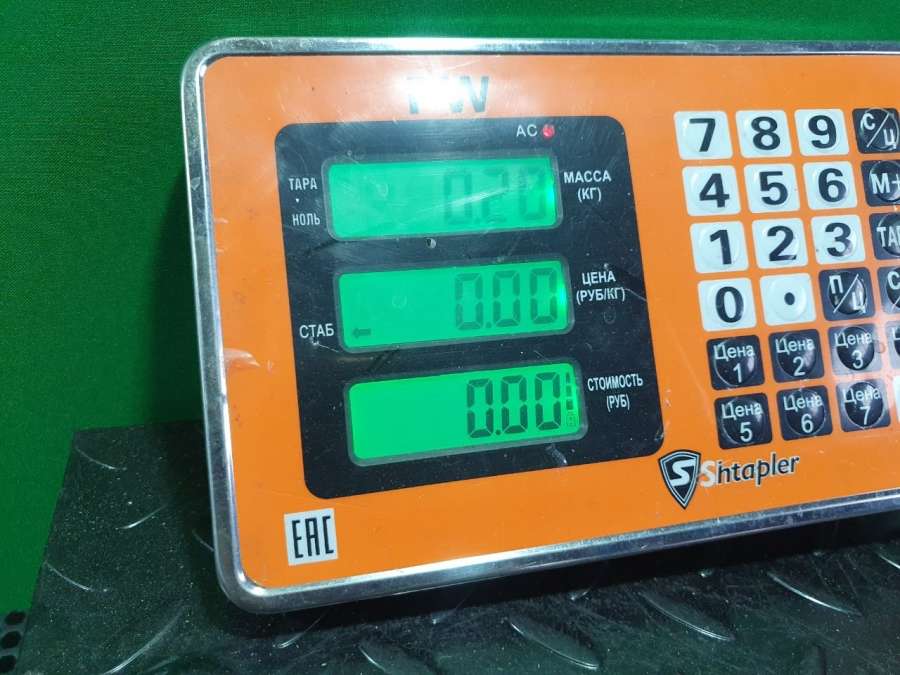 PW
AC
ТАРА
НОЛЬ
0.20
МАССА
(КГ)
СТАБ
0.00
ЦЕНА
(РУБ/КГ)
0.00
СТОИМОСТЬ
(РУБ)
7 8 9 С/Ц
4 5 6 М+
1 2 3
0 . П/Ц
Цена 1 Цена 2 Цена 3
Цена 5 Цена 6 Цена 7
S Shtapler
EAC